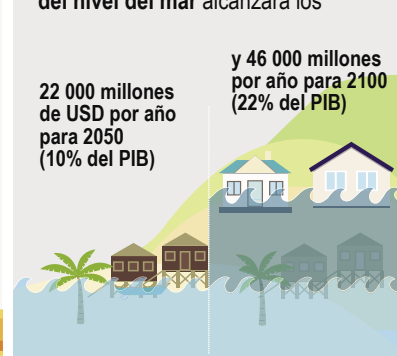 del nivel del mar alcanzará los
22 000 millones
de USD por año
para 2050
(10% del PIB)
y 46 000 millones
por año para 2100
(22% del PIB)